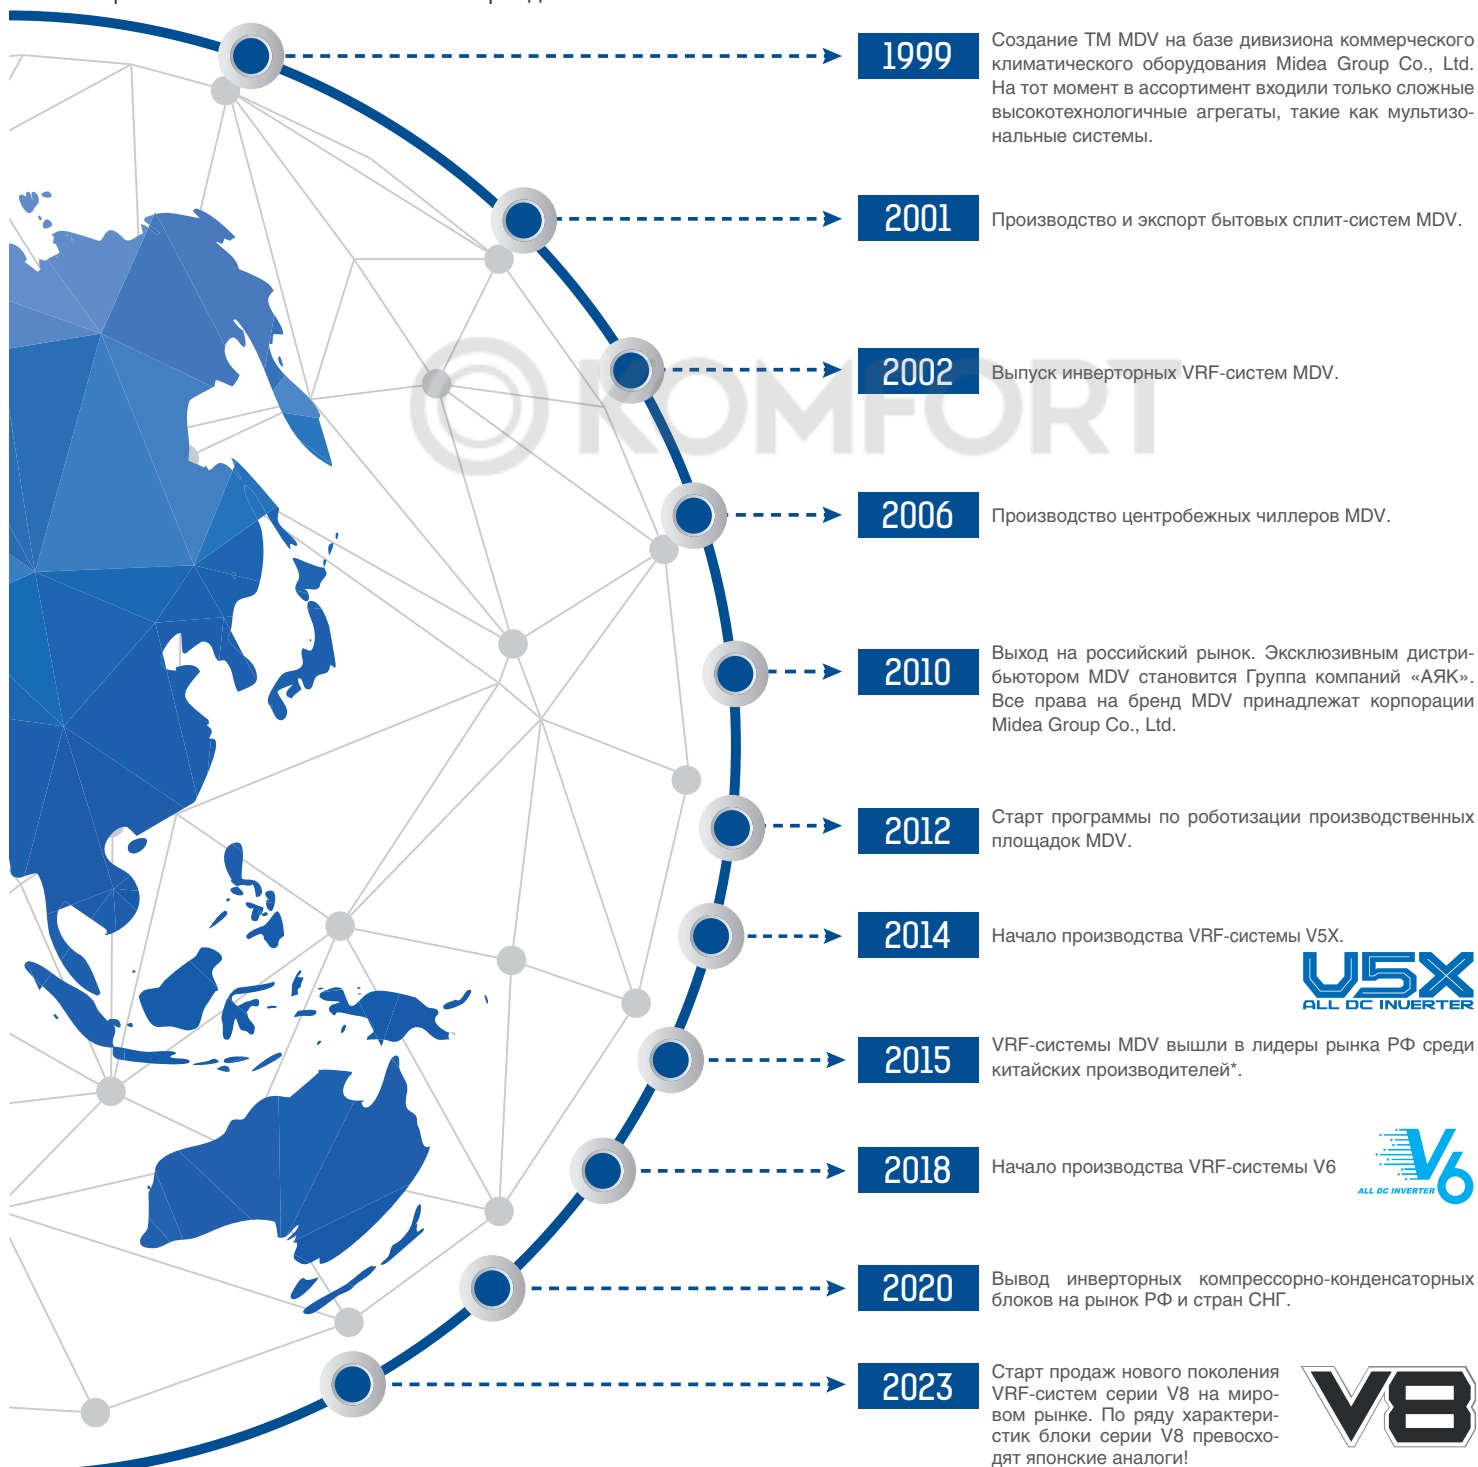 1999
Создание ТМ MDV на базе дивизиона коммерческого
климатического оборудования Midea Group Co., Ltd.
На тот момент в ассортимент входили только сложные
высокотехнологичные агрегаты, такие как мультизо-
нальные системы.
2001
Производство и экспорт бытовых сплит-систем MDV.
2002
Выпуск инверторных VRF-систем MDV.
KOMFORT
2006
Производство центробежных чиллеров MDV.
2010
Выход на российский рынок. Эксклюзивным дистри-
бьютором MDV становится Группа компаний «АЯК».
Все права на бренд MDV принадлежат корпорации
Midea Group Co., Ltd.
2012
Старт программы по роботизации производственных
площадок MDV.
2014
Начало производства VRF-системы V5X.
V5X
ALL DC INVERTER
2015
VRF-системы MDV вышли в лидеры рынка РФ среди
китайских производителей*.
2018
Начало производства VRF-системы V6
V6
ALL DC INVERTER
2020
Вывод инверторных компрессорно-конденсаторных
блоков на рынок РФ и стран СНГ.
2023
Старт продаж нового поколения
VRF-систем серии V8 на миро-
вом рынке. По ряду характери-
стик блоки серии V8 превосхо-
дят японские аналоги!
V8